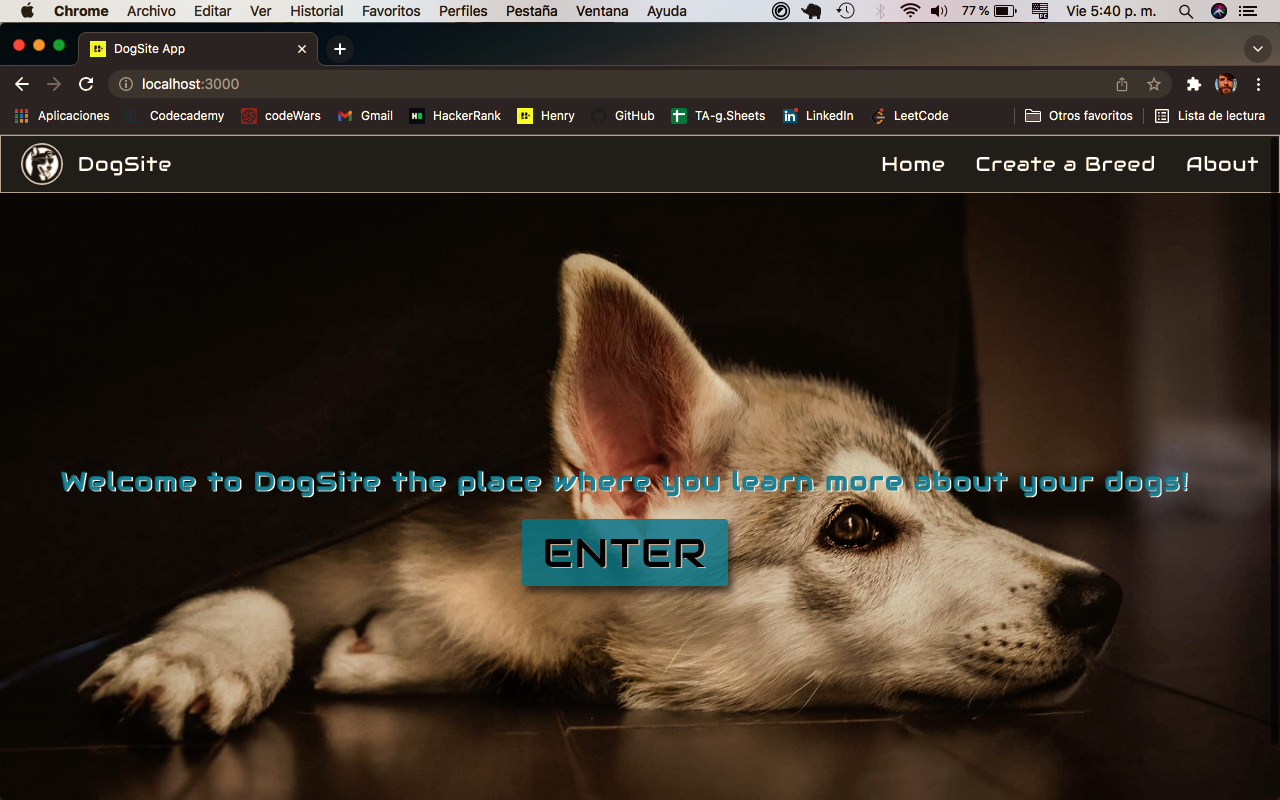 Chrome Archivo Editar Ver Historial Favoritos Perfiles Pestaña Ventana Ayuda 77 % Vie 5:40 p. m.
DogSite App
localhost:3000
Aplicaciones Codecademy codeWars Gmail HackerRank Henry GitHub TA-g.Sheets LinkedIn LeetCode Otros favoritos Lista de lectura
DogSite Home Create a Breed About
Welcome to DogSite the place where you learn more about your dogs!
ENTER